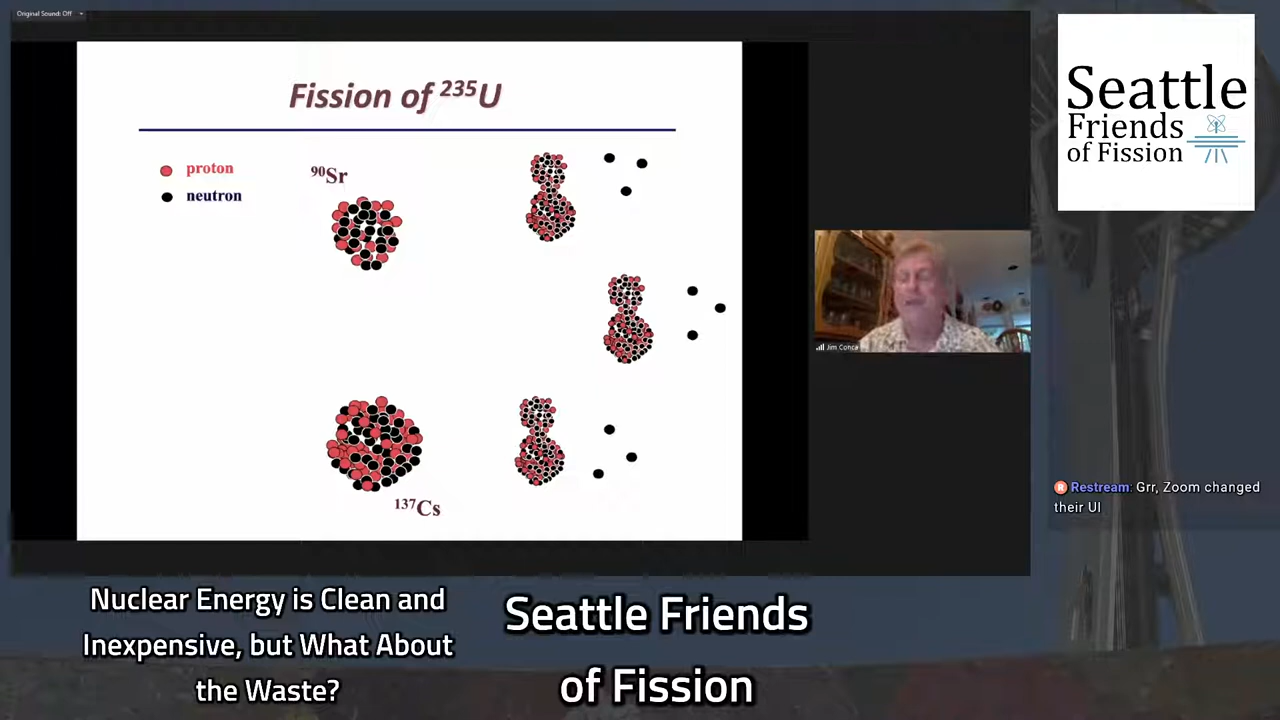 Original Sound: Off
Fission of ²³⁵U
proton
neutron
⁹⁰Sr
¹³⁷Cs
Jim Conca
Seattle
Friends
of Fission
Restream: Grr, Zoom changed
their UI
Nuclear Energy is Clean and
Inexpensive, but What About
the Waste?
Seattle Friends
of Fission